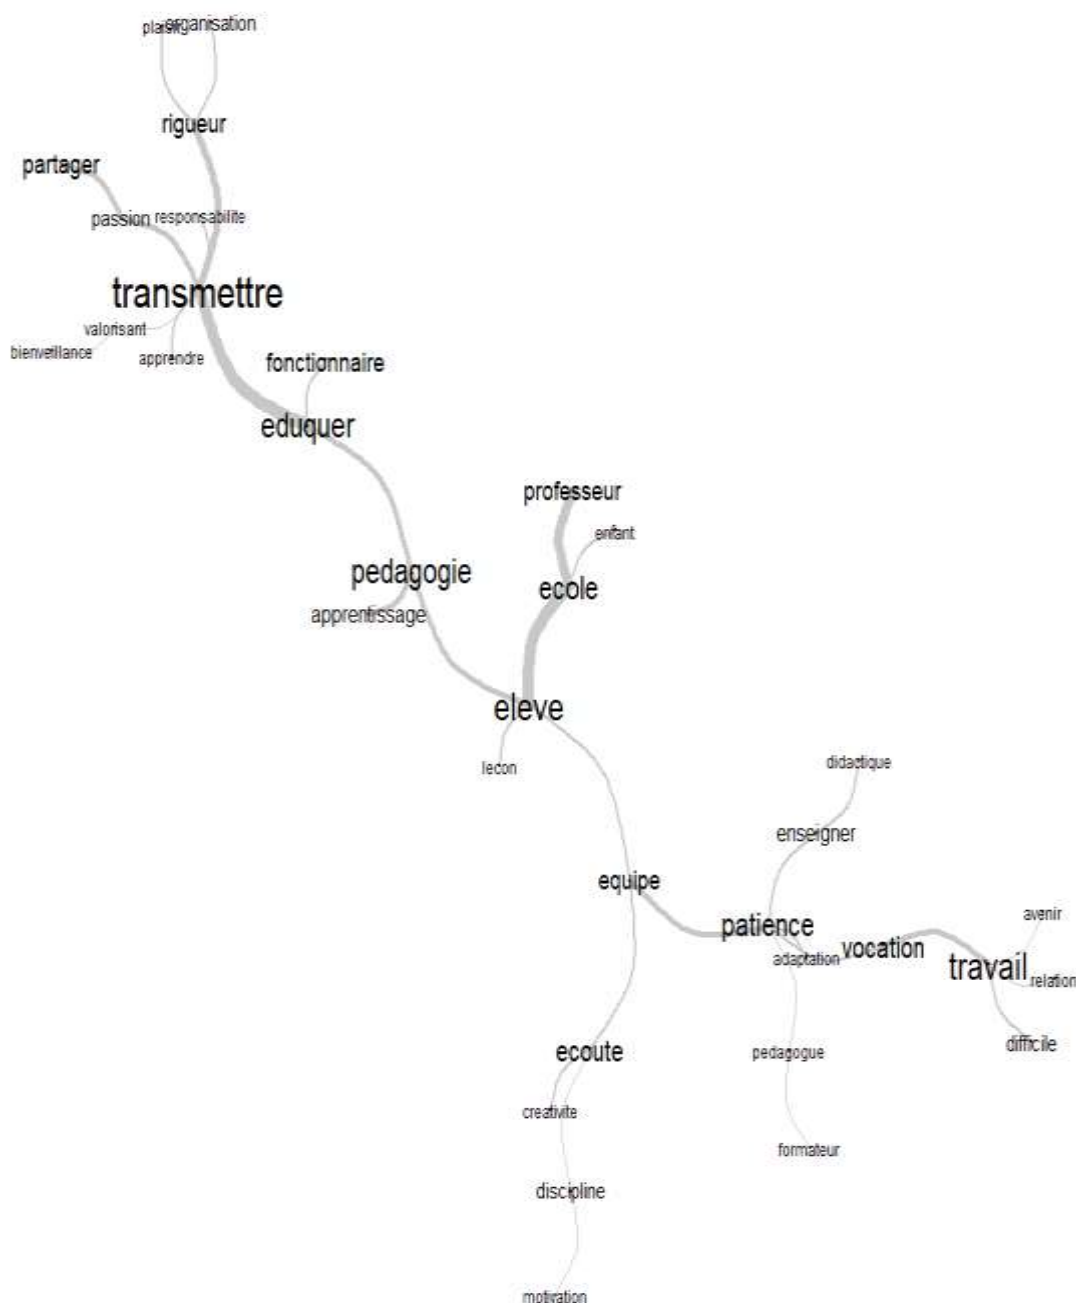 plaisir
organisation
rigueur
partager
passion
responsabilite
transmettre
valorisant
bienveillance
apprendre
fonctionnaire
eduquer
professeur
enfant
pedagogie
ecole
apprentissage
eleve
lecon
didactique
enseigner
equipe
patience
avenir
vocation
adaptation
travail
relation
difficile
ecoute
pedagogue
creativite
formateur
discipline
motivation